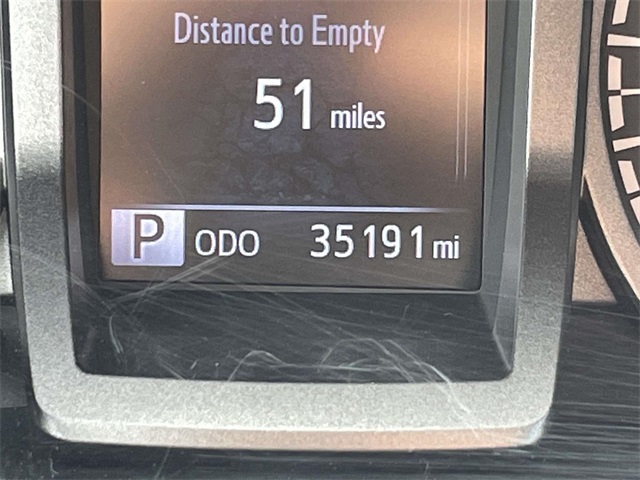 Distance to Empty
51 miles
P ODO 35191 mi